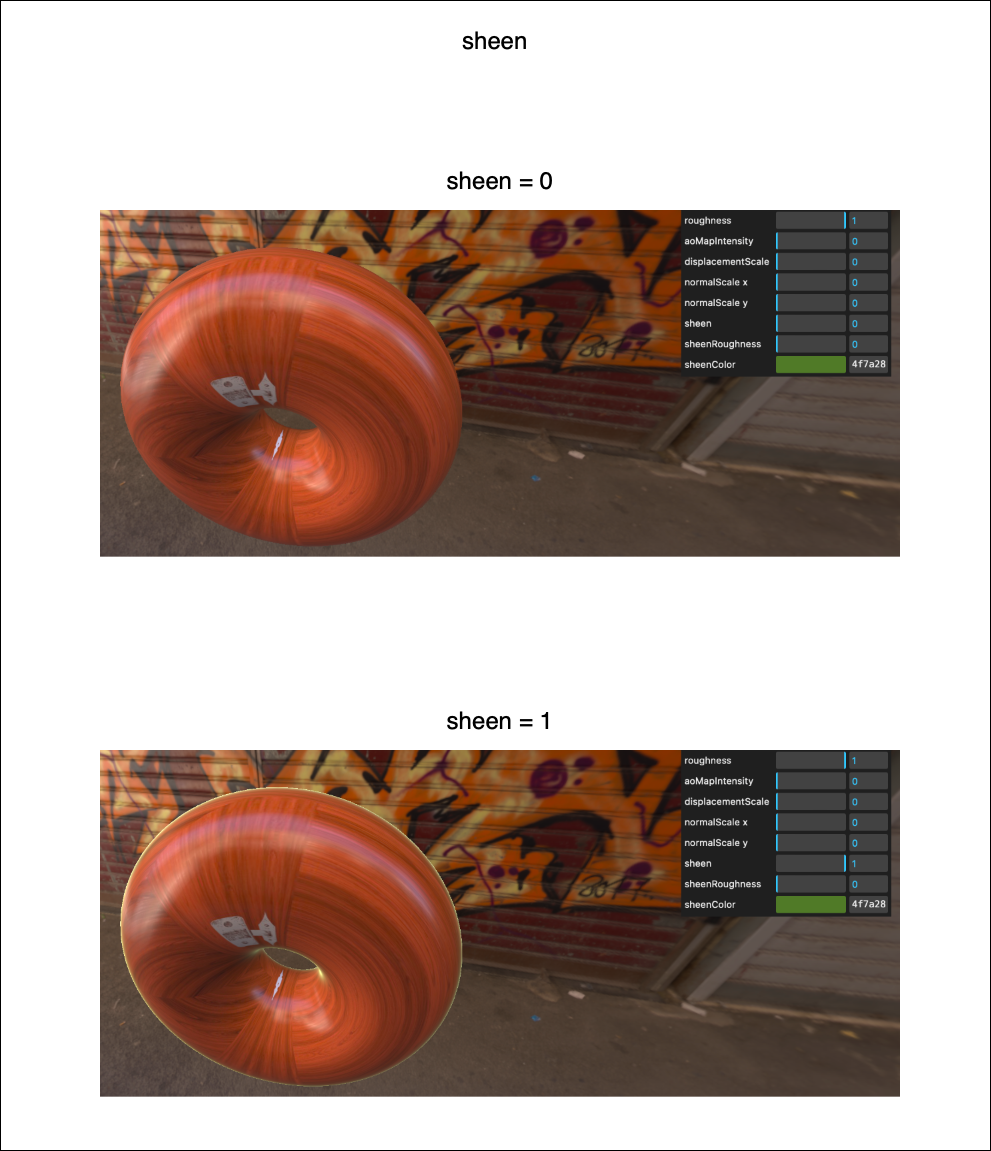 sheen
sheen = 0
roughness 1
aoMapIntensity 0
displacementScale 0
normalScale x 0
normalScale y 0
sheen 0
sheenRoughness 0
sheenColor 4f7a28
sheen = 1
roughness 1
aoMapIntensity 0
displacementScale 0
normalScale x 0
normalScale y 0
sheen 1
sheenRoughness 0
sheenColor 4f7a28